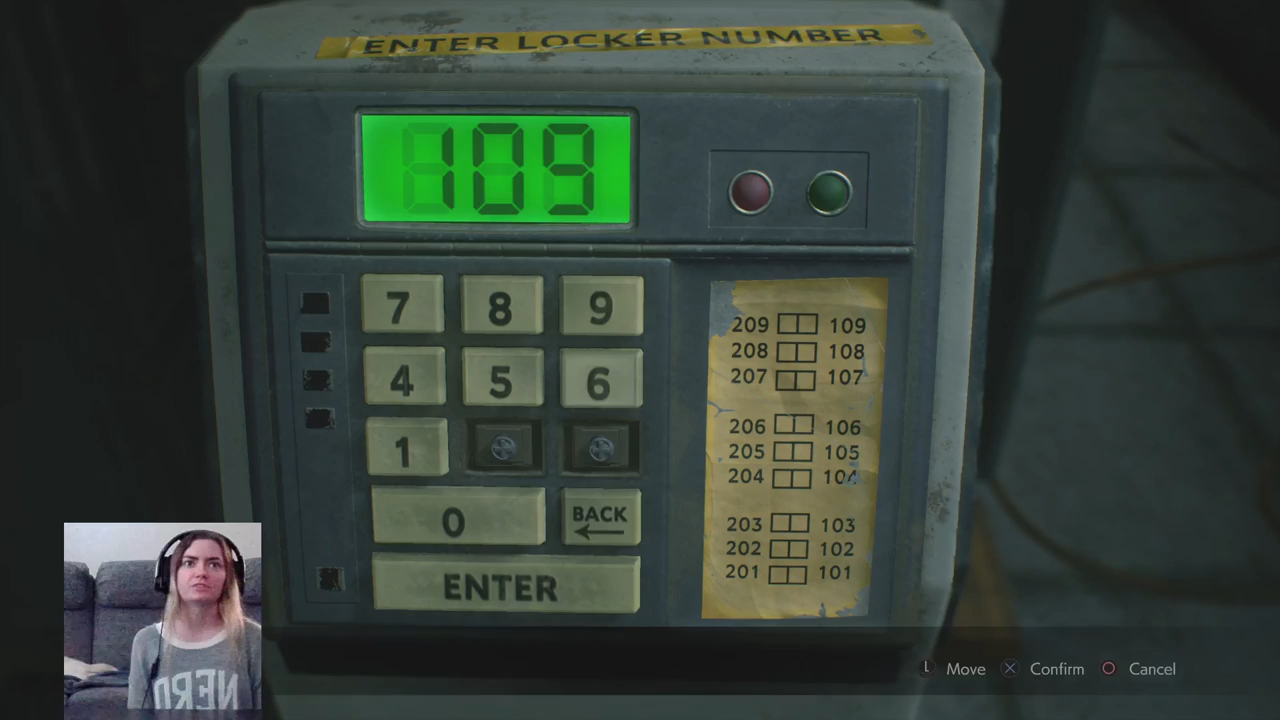 ENTER LOCKER NUMBER
109
7 8 9
4 5 6
1
0 BACK
ENTER
209 109
208 108
207 107
206 106
205 105
204 104
203 103
202 102
201 101
NERD
L Move Confirm Cancel